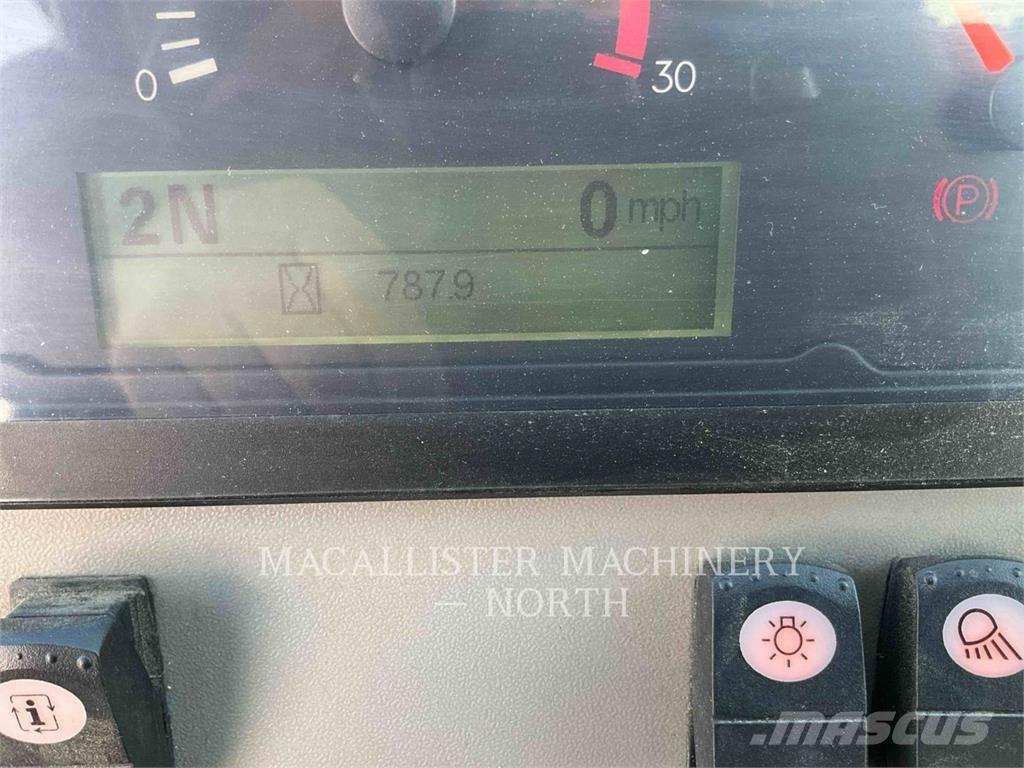 0
30
2N 0 mph
P
787.9
MACALLISTER MACHINERY
— NORTH
i
MASCUS